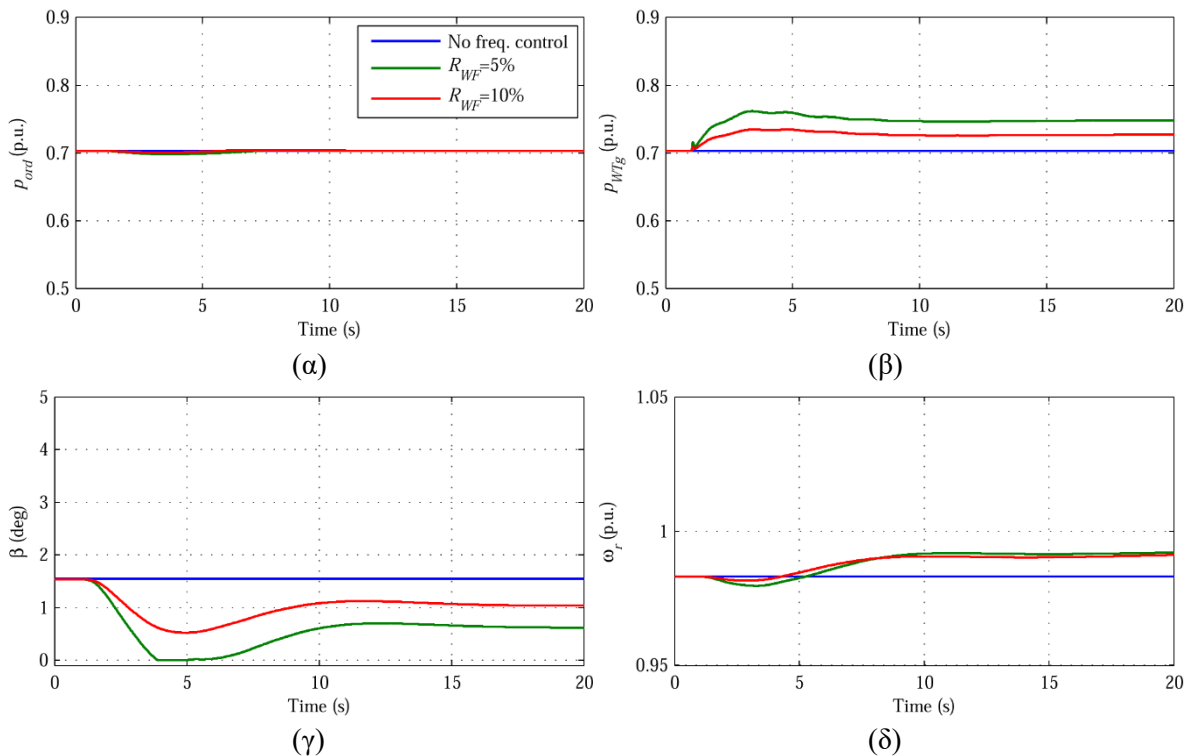 0.9
0.8
0.7
0.6
0.5
p_ord (p.u.)
0 5 10 15 20
Time (s)
No freq. control
R_WF=5%
R_WF=10%
(α)
0.9
0.8
0.7
0.6
0.5
p_WTg (p.u.)
0 5 10 15 20
Time (s)
(β)
5
4
3
2
1
0
β (deg)
0 5 10 15 20
Time (s)
(γ)
1.05
1
0.95
ω_r (p.u.)
0 5 10 15 20
Time (s)
(δ)